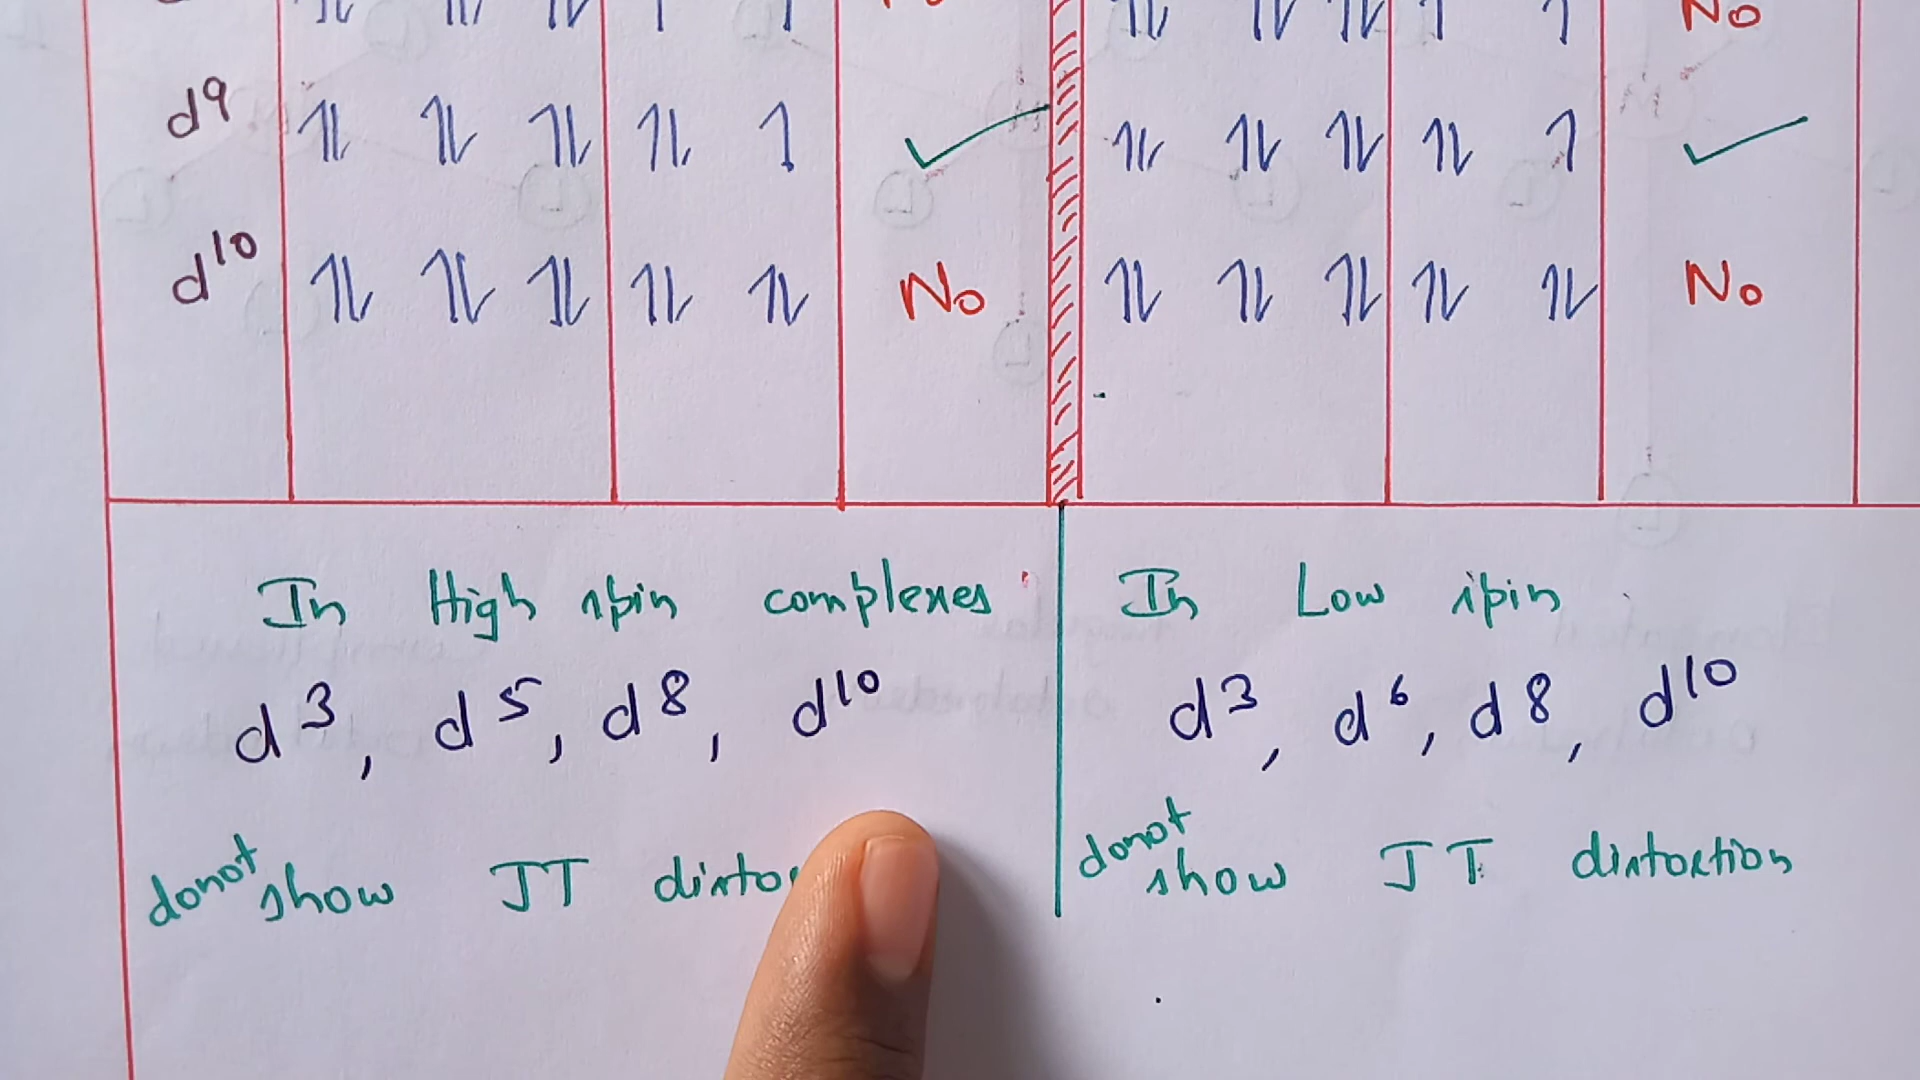 No No
d9 ⇅ ⇅ ⇅ ⇅ ↿ ✓ ⇅ ⇅ ⇅ ⇅ ↿ ✓
d10 ⇅ ⇅ ⇅ ⇅ ⇅ No ⇅ ⇅ ⇅ ⇅ ⇅ No
In High spin complexes
d3, d5, d8, d10
donot show JT
In Low spin
d3, d6, d8, d10
donot show JT distortion